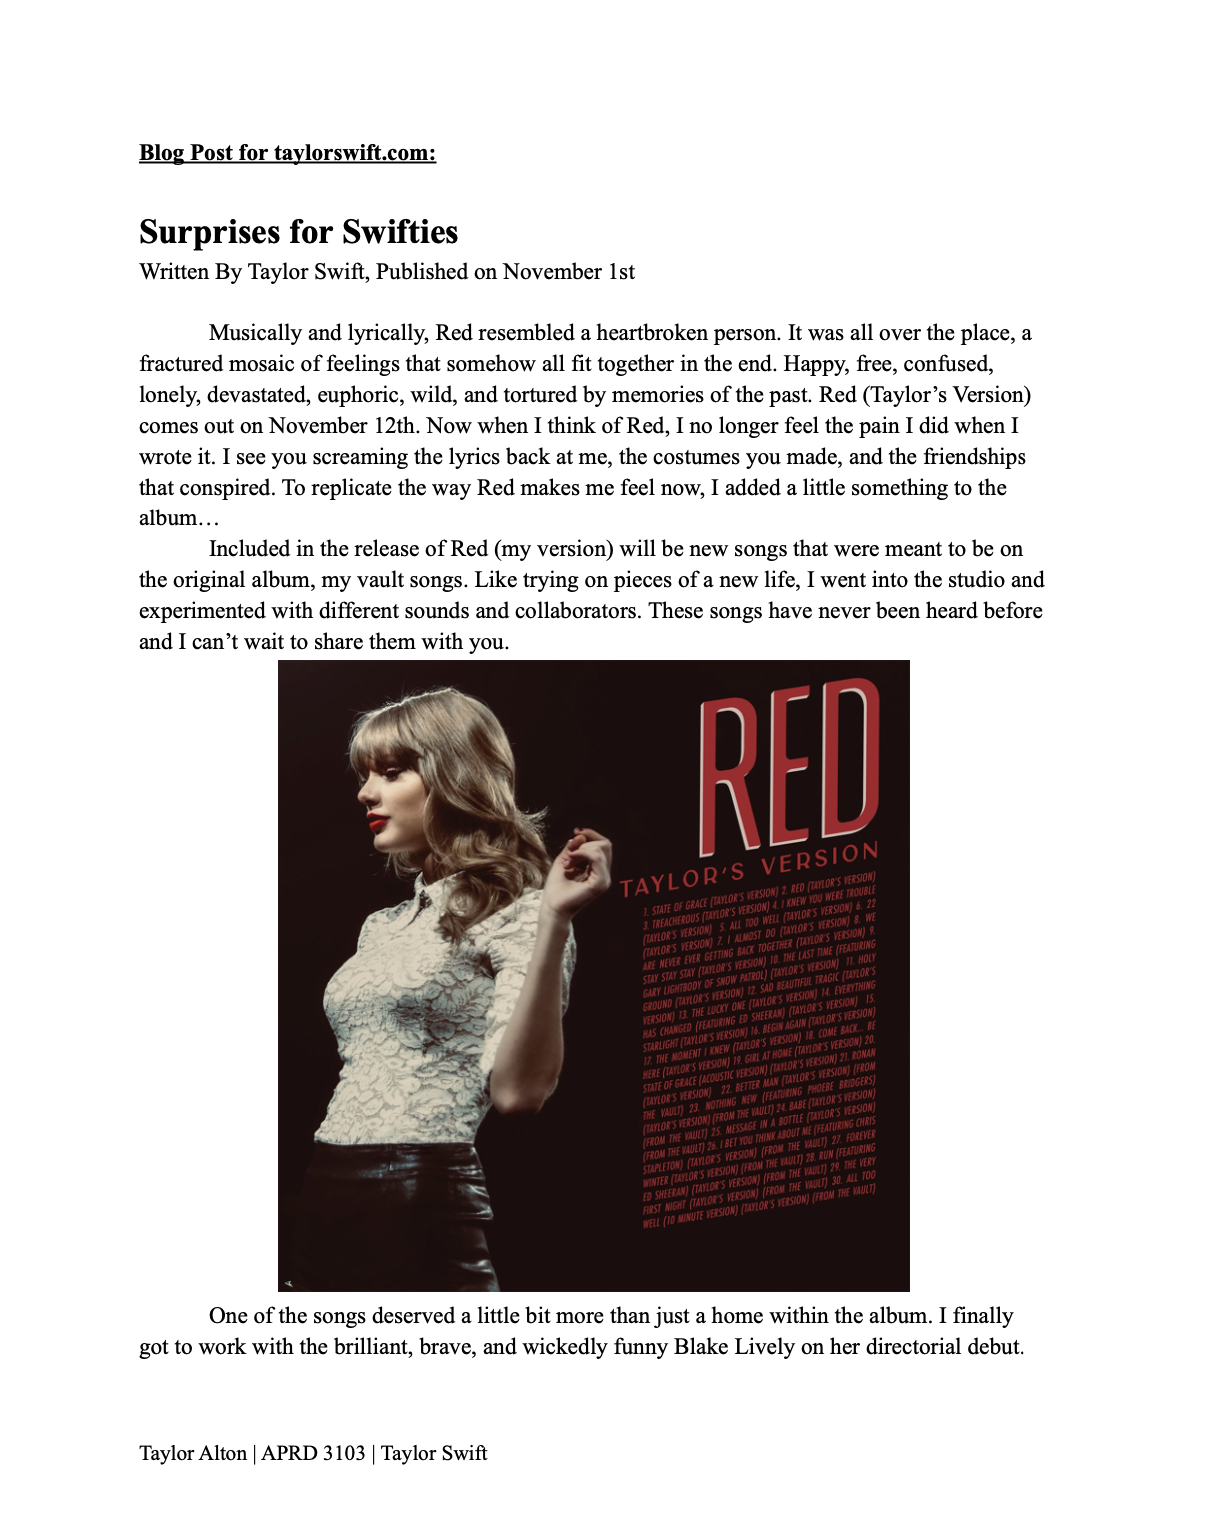 Blog Post for taylorswift.com:
Surprises for Swifties
Written By Taylor Swift, Published on November 1st
Musically and lyrically, Red resembled a heartbroken person. It was all over the place, a
fractured mosaic of feelings that somehow all fit together in the end. Happy, free, confused,
lonely, devastated, euphoric, wild, and tortured by memories of the past. Red (Taylor’s Version)
comes out on November 12th. Now when I think of Red, I no longer feel the pain I did when I
wrote it. I see you screaming the lyrics back at me, the costumes you made, and the friendships
that conspired. To replicate the way Red makes me feel now, I added a little something to the
album…
Included in the release of Red (my version) will be new songs that were meant to be on
the original album, my vault songs. Like trying on pieces of a new life, I went into the studio and
experimented with different sounds and collaborators. These songs have never been heard before
and I can’t wait to share them with you.
RED
TAYLOR'S VERSION
1. STATE OF GRACE (TAYLOR'S VERSION) 2. RED (TAYLOR'S VERSION)
3. TREACHEROUS (TAYLOR'S VERSION) 4. I KNEW YOU WERE TROUBLE
(TAYLOR'S VERSION) 5. ALL TOO WELL (TAYLOR'S VERSION) 6. 22
(TAYLOR'S VERSION) 7. I ALMOST DO (TAYLOR'S VERSION) 8. WE
ARE NEVER EVER GETTING BACK TOGETHER (TAYLOR'S VERSION) 9.
STAY STAY STAY (TAYLOR'S VERSION) 10. THE LAST TIME (FEATURING
GARY LIGHTBODY OF SNOW PATROL) (TAYLOR'S VERSION) 11. HOLY
GROUND (TAYLOR'S VERSION) 12. SAD BEAUTIFUL TRAGIC (TAYLOR'S
VERSION) 13. THE LUCKY ONE (TAYLOR'S VERSION) 14. EVERYTHING
HAS CHANGED (FEATURING ED SHEERAN) (TAYLOR'S VERSION) 15.
STARLIGHT (TAYLOR'S VERSION) 16. BEGIN AGAIN (TAYLOR'S VERSION)
17. THE MOMENT I KNEW (TAYLOR'S VERSION) 18. COME BACK... BE
HERE (TAYLOR'S VERSION) 19. GIRL AT HOME (TAYLOR'S VERSION) 20.
STATE OF GRACE (ACOUSTIC VERSION) (TAYLOR'S VERSION) 21. RONAN
(TAYLOR'S VERSION) 22. BETTER MAN (TAYLOR'S VERSION) (FROM
THE VAULT) 23. NOTHING NEW (FEATURING PHOEBE BRIDGERS)
(TAYLOR'S VERSION) (FROM THE VAULT) 24. BABE (TAYLOR'S VERSION)
(FROM THE VAULT) 25. MESSAGE IN A BOTTLE (TAYLOR'S VERSION)
(FROM THE VAULT) 26. I BET YOU THINK ABOUT ME (FEATURING CHRIS
STAPLETON) (TAYLOR'S VERSION) (FROM THE VAULT) 27. FOREVER
WINTER (TAYLOR'S VERSION) (FROM THE VAULT) 28. RUN (FEATURING
ED SHEERAN) (TAYLOR'S VERSION) (FROM THE VAULT) 29. THE VERY
FIRST NIGHT (TAYLOR'S VERSION) (FROM THE VAULT) 30. ALL TOO
WELL (10 MINUTE VERSION) (TAYLOR'S VERSION) (FROM THE VAULT)
One of the songs deserved a little bit more than just a home within the album. I finally
got to work with the brilliant, brave, and wickedly funny Blake Lively on her directorial debut.
Taylor Alton | APRD 3103 | Taylor Swift